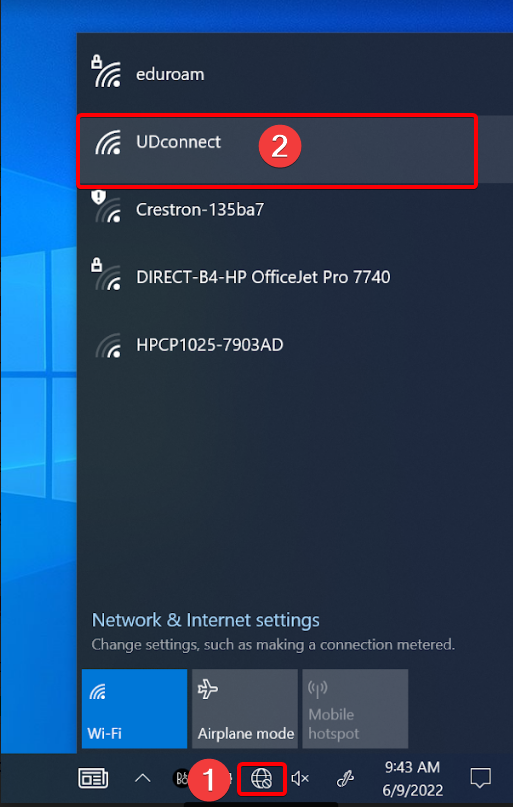 eduroam
UDconnect
2
Crestron-135ba7
DIRECT-B4-HP OfficeJet Pro 7740
HPCP1025-7903AD
Network & Internet settings
Change settings, such as making a connection metered.
Wi-Fi
Airplane mode
Mobile
hotspot
1
9:43 AM
6/9/2022